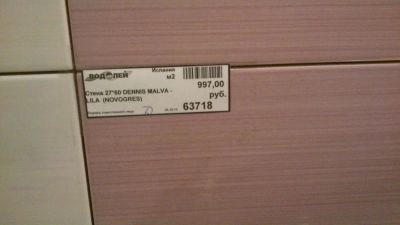 ВОДОЛЕЙ Испания
м2
997,00
руб.
Стена 27*60 DENNIS MALVA -
LILA (NOVOGRES)
63718